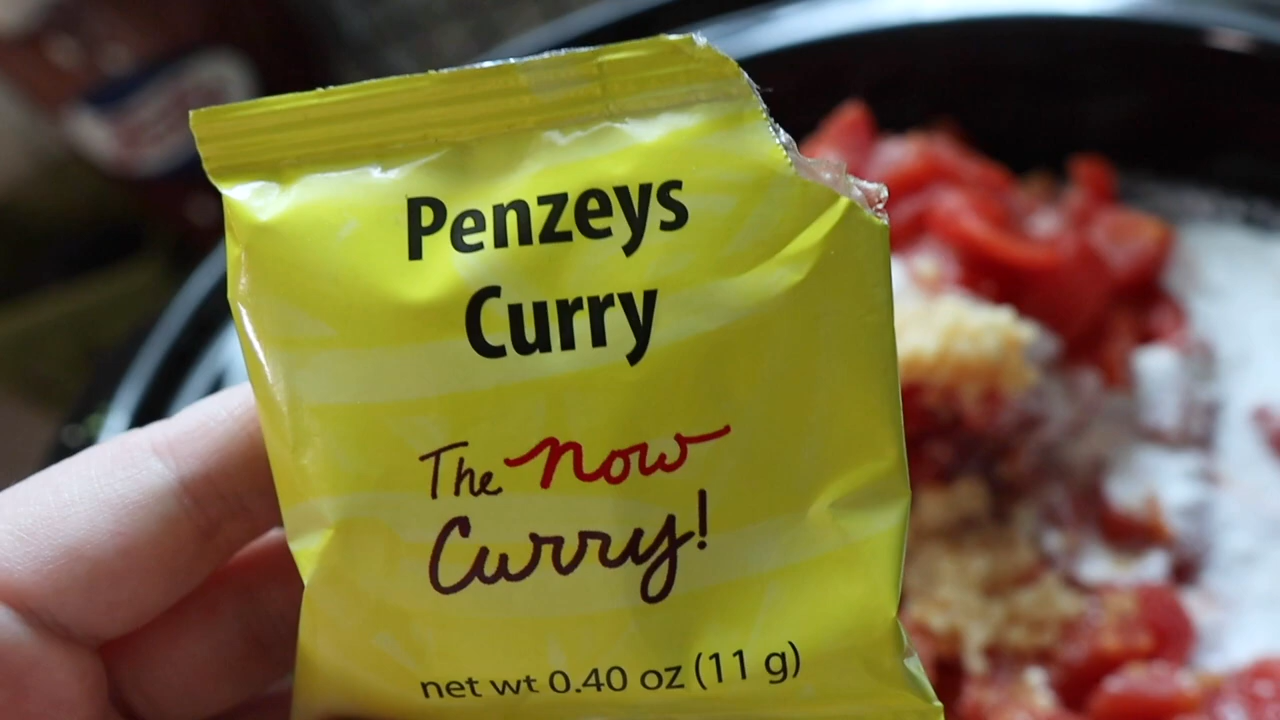 Penzeys
Curry
The now
Curry!
net wt 0.40 oz (11 g)